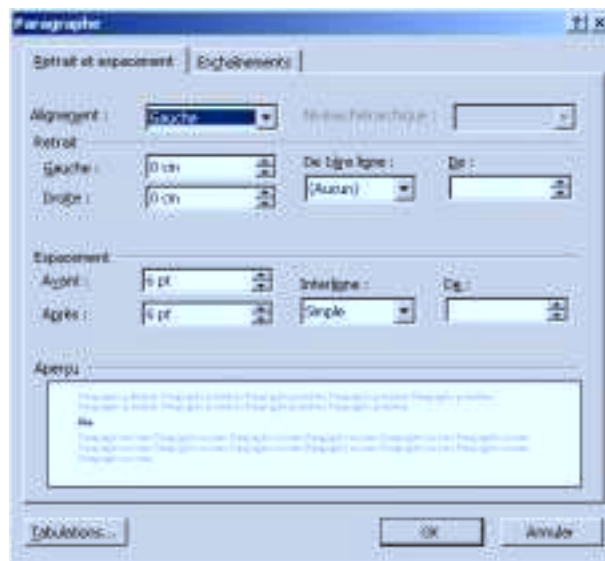 Paragraphe
Retrait et espacement Enchaînements
Alignement : Gauche Niveau hiérarchique :
Retrait
Gauche : 0 cm De 1ère ligne : De :
Droite : 0 cm (Aucun)
Espacement
Avant : 6 pt Interligne : De :
Après : 6 pt Simple
Aperçu
Tabulations... OK Annuler